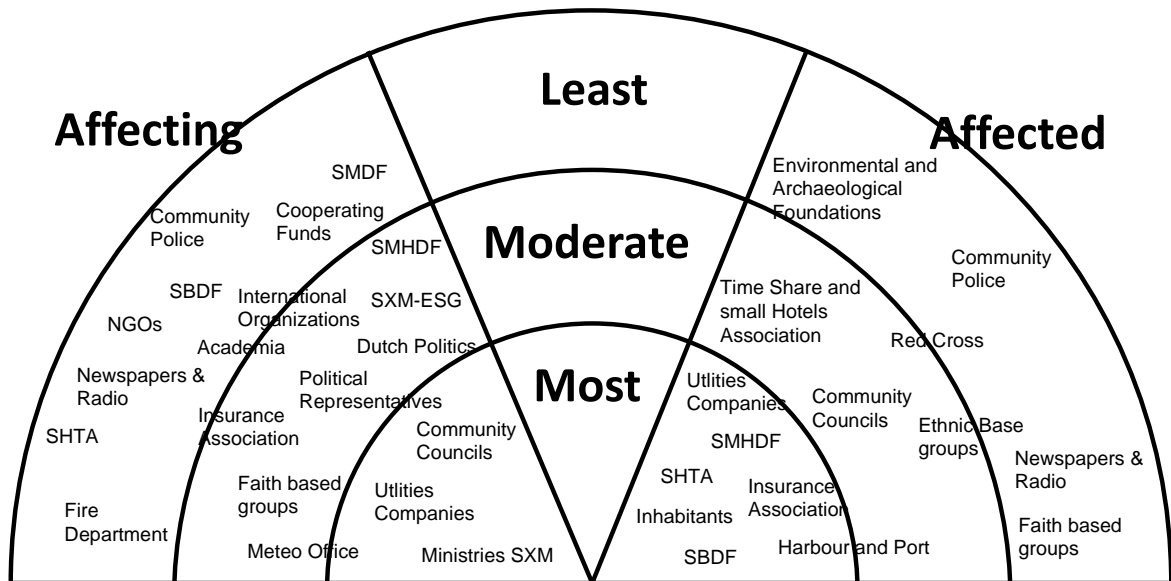 Least
Affecting
Affected
SMDF
Environmental and
Archaeological
Foundations
Community
Police
Cooperating
Funds
SMHDF
Moderate
Community
Police
SBDF
International
Organizations
SXM-ESG
Time Share and
small Hotels
Association
NGOs
Academia
Dutch Politics
Red Cross
Newspapers &
Radio
Political
Representatives
Most
Utlities
Companies
Community
Councils
Insurance
Association
SHTA
Community
Councils
SMHDF
Ethnic Base
groups
Newspapers &
Radio
Faith based
groups
Utlities
Companies
SHTA
Insurance
Association
Fire
Department
Inhabitants
Faith based
groups
Meteo Office
Ministries SXM
SBDF
Harbour and Port